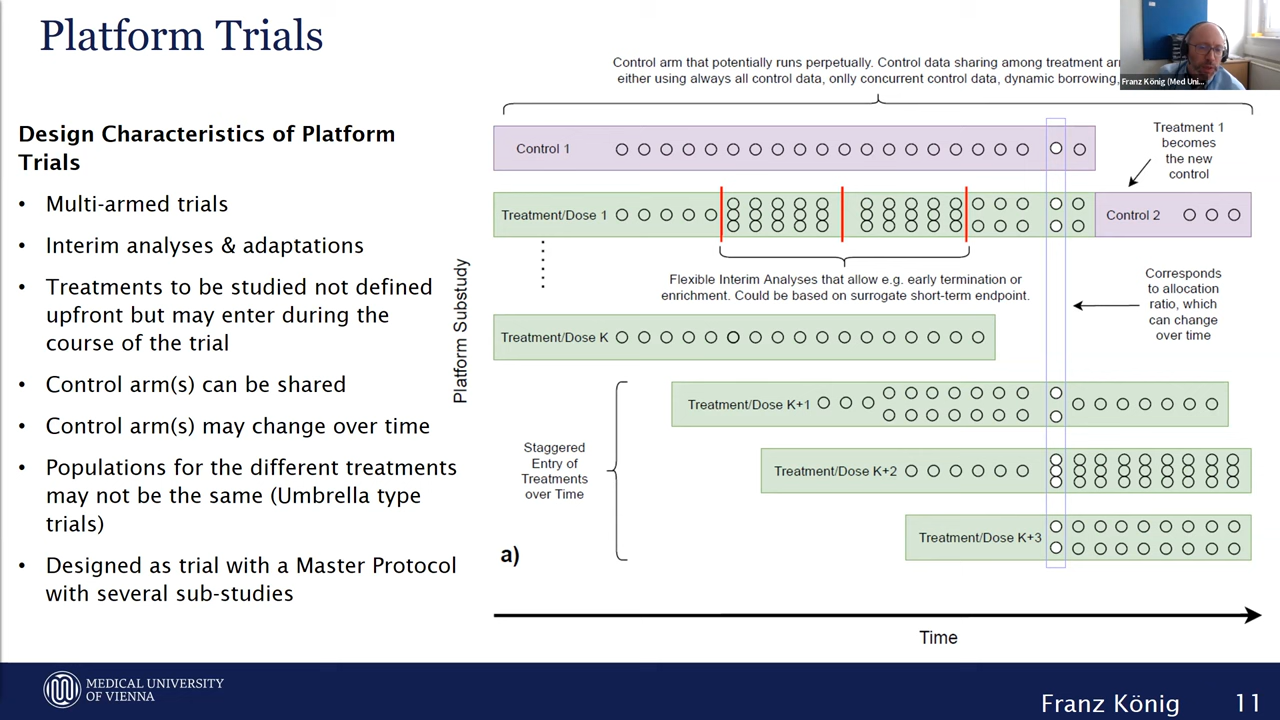 Platform Trials
Design Characteristics of Platform
Trials
• Multi-armed trials
• Interim analyses & adaptations
• Treatments to be studied not defined
upfront but may enter during the
course of the trial
• Control arm(s) can be shared
• Control arm(s) may change over time
• Populations for the different treatments
may not be the same (Umbrella type
trials)
• Designed as trial with a Master Protocol
with several sub-studies
Control arm that potentially runs perpetually. Control data sharing among treatment
either using always all control data, onlly concurrent control data, dynamic borrowing,
Franz König (Med Uni...
Control 1
Treatment 1
becomes
the new
control
Treatment/Dose 1
Control 2
Flexible Interim Analyses that allow e.g. early termination or
enrichment. Could be based on surrogate short-term endpoint.
Corresponds
to allocation
ratio, which
can change
over time
Platform Substudy
Treatment/Dose K
Treatment/Dose K+1
Staggered
Entry of
Treatments
over Time
Treatment/Dose K+2
Treatment/Dose K+3
a)
Time
MEDICAL UNIVERSITY
OF VIENNA
Franz König 11